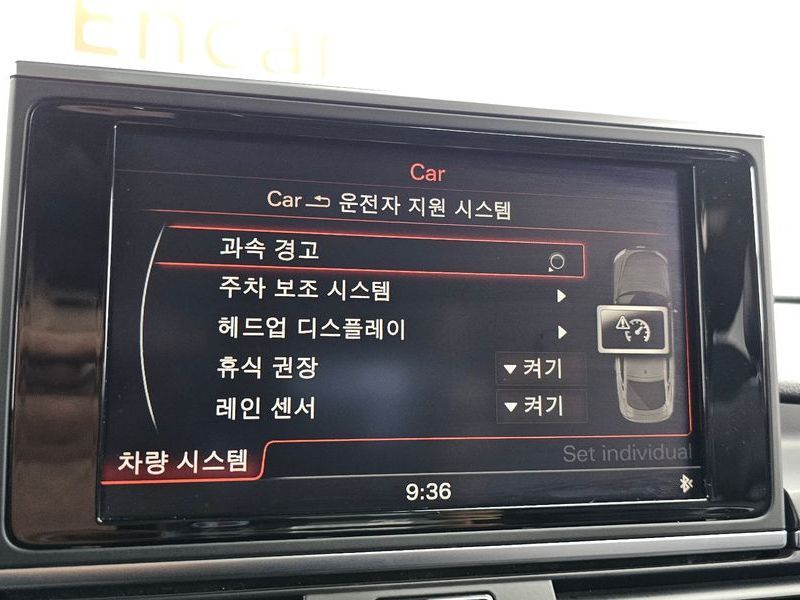 Encar
Car
Car 운전자 지원 시스템
과속 경고
주차 보조 시스템
헤드업 디스플레이
휴식 권장 켜기
레인 센서 켜기
차량 시스템 Set individual
9:36